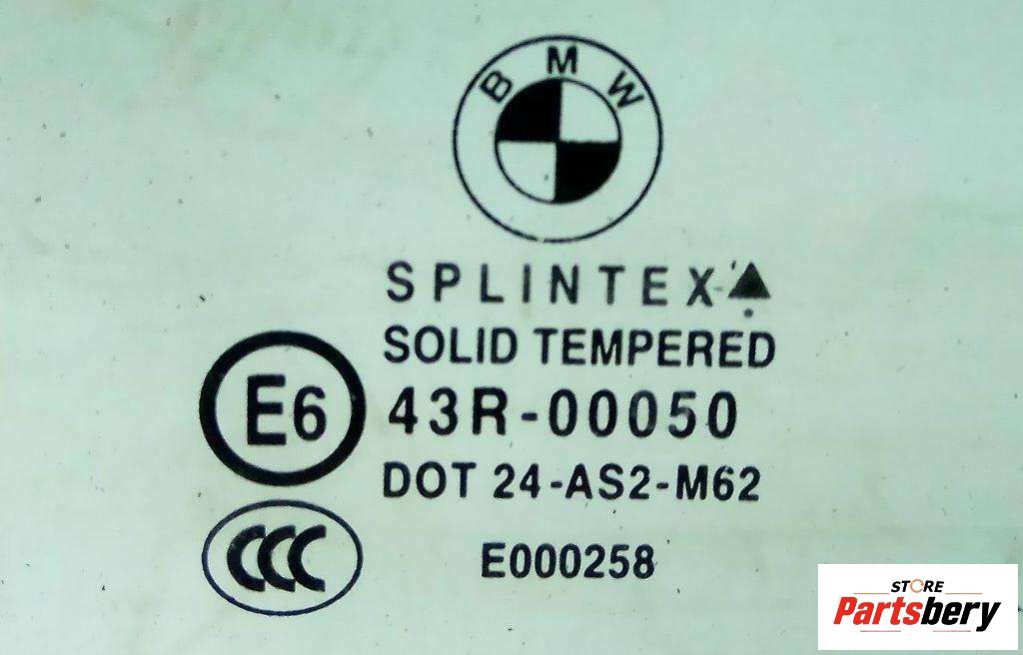 BMW
SPLINTEX
SOLID TEMPERED
E6
43R-00050
DOT 24-AS2-M62
CCC
E000258
STORE
Partsbery